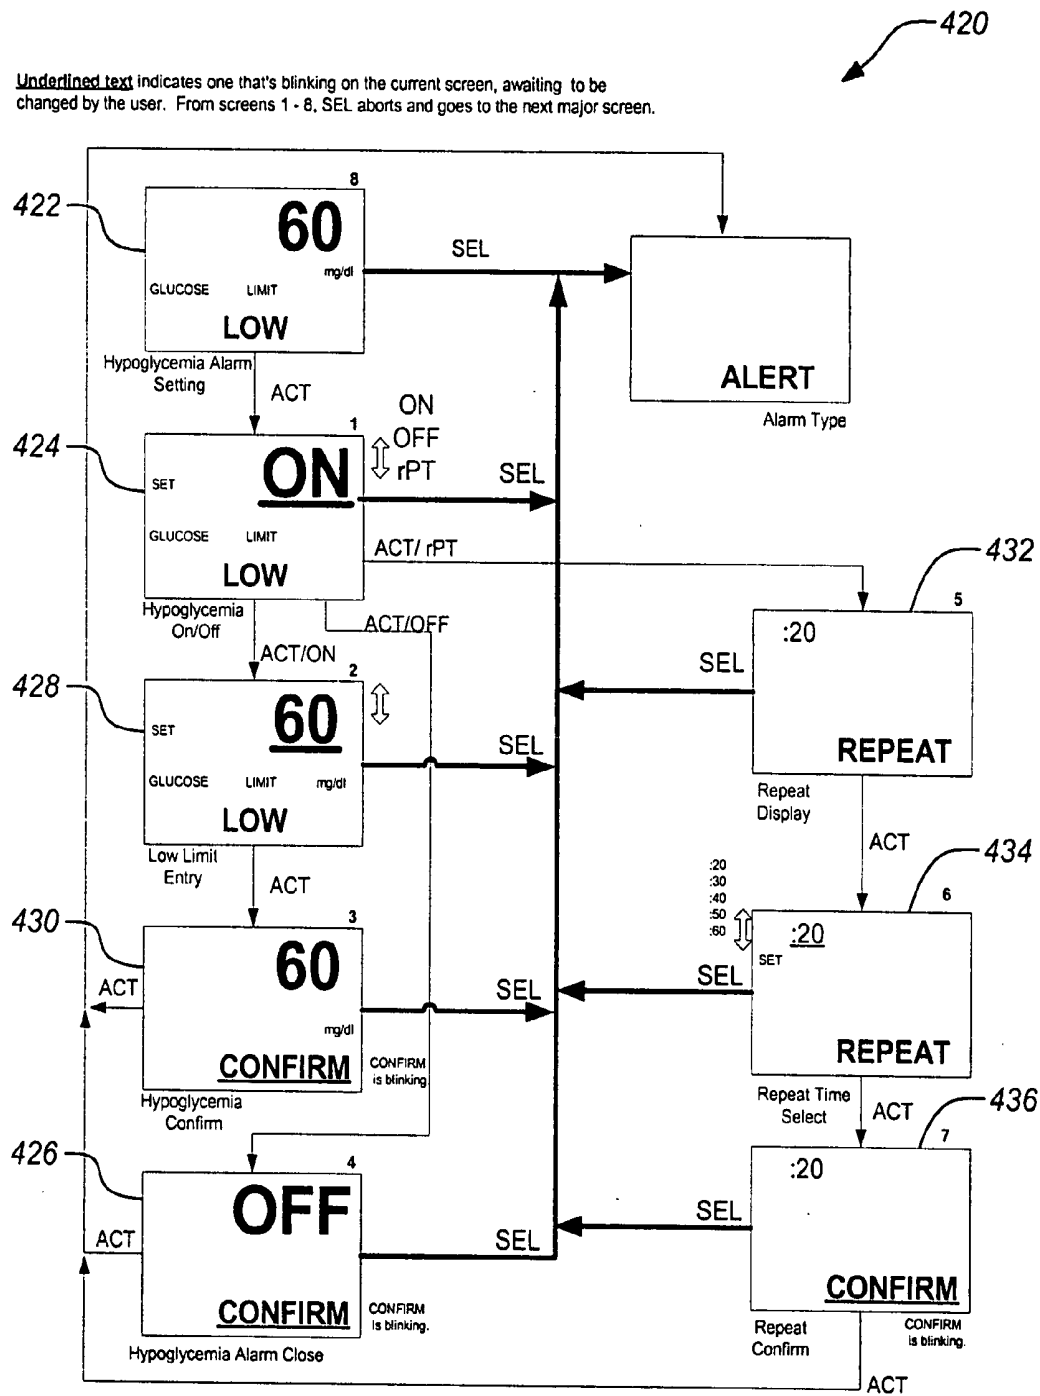 420
Underlined text indicates one that's blinking on the current screen, awaiting to be
changed by the user. From screens 1 - 8, SEL aborts and goes to the next major screen.
422
8
60
mg/dl
GLUCOSE LIMIT
LOW
Hypoglycemia Alarm
Setting
SEL
ALERT
Alarm Type
ACT
424
1
ON
SET
GLUCOSE LIMIT
LOW
Hypoglycemia
On/Off
ON
OFF
rPT
SEL
ACT/ rPT
ACT/OFF
ACT/ON
432
5
:20
REPEAT
Repeat
Display
SEL
428
2
60
SET
GLUCOSE LIMIT mg/dl
LOW
Low Limit
Entry
SEL
ACT
ACT
434
:20
:30
:40
:50
:60
6
:20
SET
REPEAT
Repeat Time
Select
SEL
430
3
60
mg/dl
CONFIRM
CONFIRM
is blinking.
Hypoglycemia
Confirm
ACT
SEL
ACT
436
7
:20
CONFIRM
CONFIRM
is blinking.
Repeat
Confirm
SEL
426
4
OFF
CONFIRM
CONFIRM
is blinking.
Hypoglycemia Alarm Close
ACT
SEL
ACT